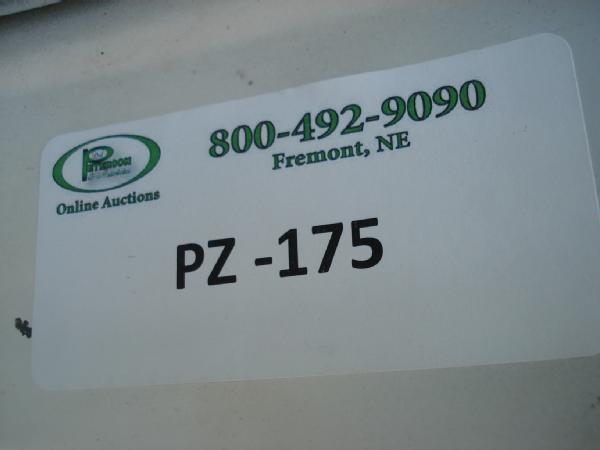 800-492-9090
Fremont, NE
Online Auctions
PZ -175